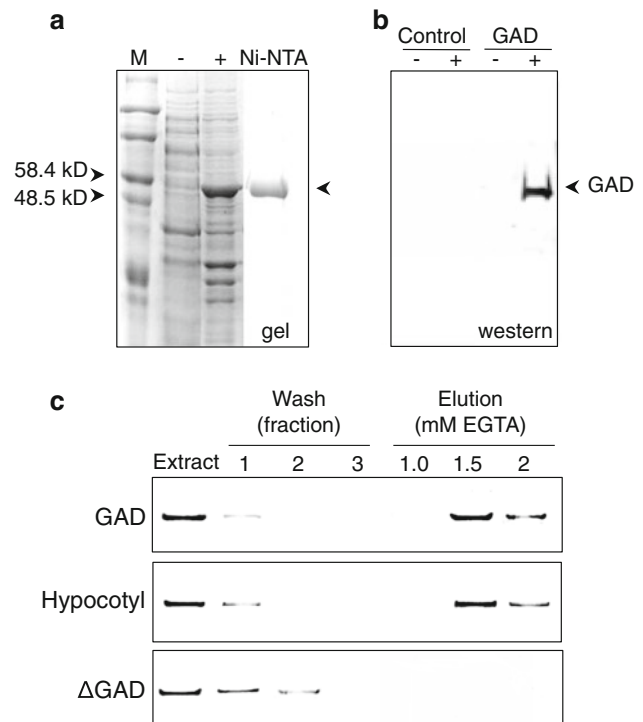 a
M - + Ni-NTA
58.4 kD
48.5 kD
gel
b
Control GAD
- + - +
GAD
western
c
Wash
(fraction)
Elution
(mM EGTA)
Extract 1 2 3 1.0 1.5 2
GAD
Hypocotyl
ΔGAD